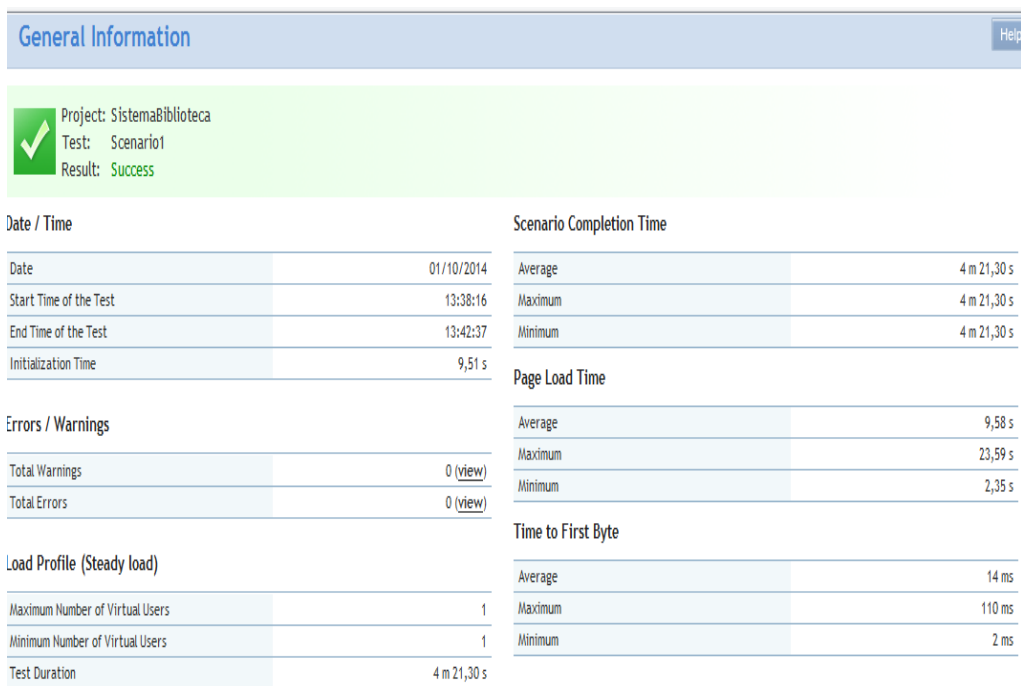 General Information
Help
Project: SistemaBiblioteca
Test: Scenario1
Result: Success
Date / Time
Date 01/10/2014
Start Time of the Test 13:38:16
End Time of the Test 13:42:37
Initialization Time 9,51 s
Errors / Warnings
Total Warnings 0 (view)
Total Errors 0 (view)
Load Profile (Steady load)
Maximum Number of Virtual Users 1
Minimum Number of Virtual Users 1
Test Duration 4 m 21,30 s
Scenario Completion Time
Average 4 m 21,30 s
Maximum 4 m 21,30 s
Minimum 4 m 21,30 s
Page Load Time
Average 9,58 s
Maximum 23,59 s
Minimum 2,35 s
Time to First Byte
Average 14 ms
Maximum 110 ms
Minimum 2 ms